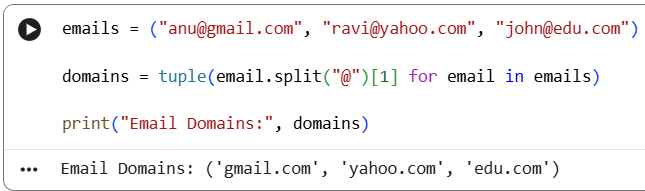 emails = ("anu@gmail.com", "ravi@yahoo.com", "john@edu.com")
domains = tuple(email.split("@")[1] for email in emails)
print("Email Domains:", domains)
Email Domains: ('gmail.com', 'yahoo.com', 'edu.com')